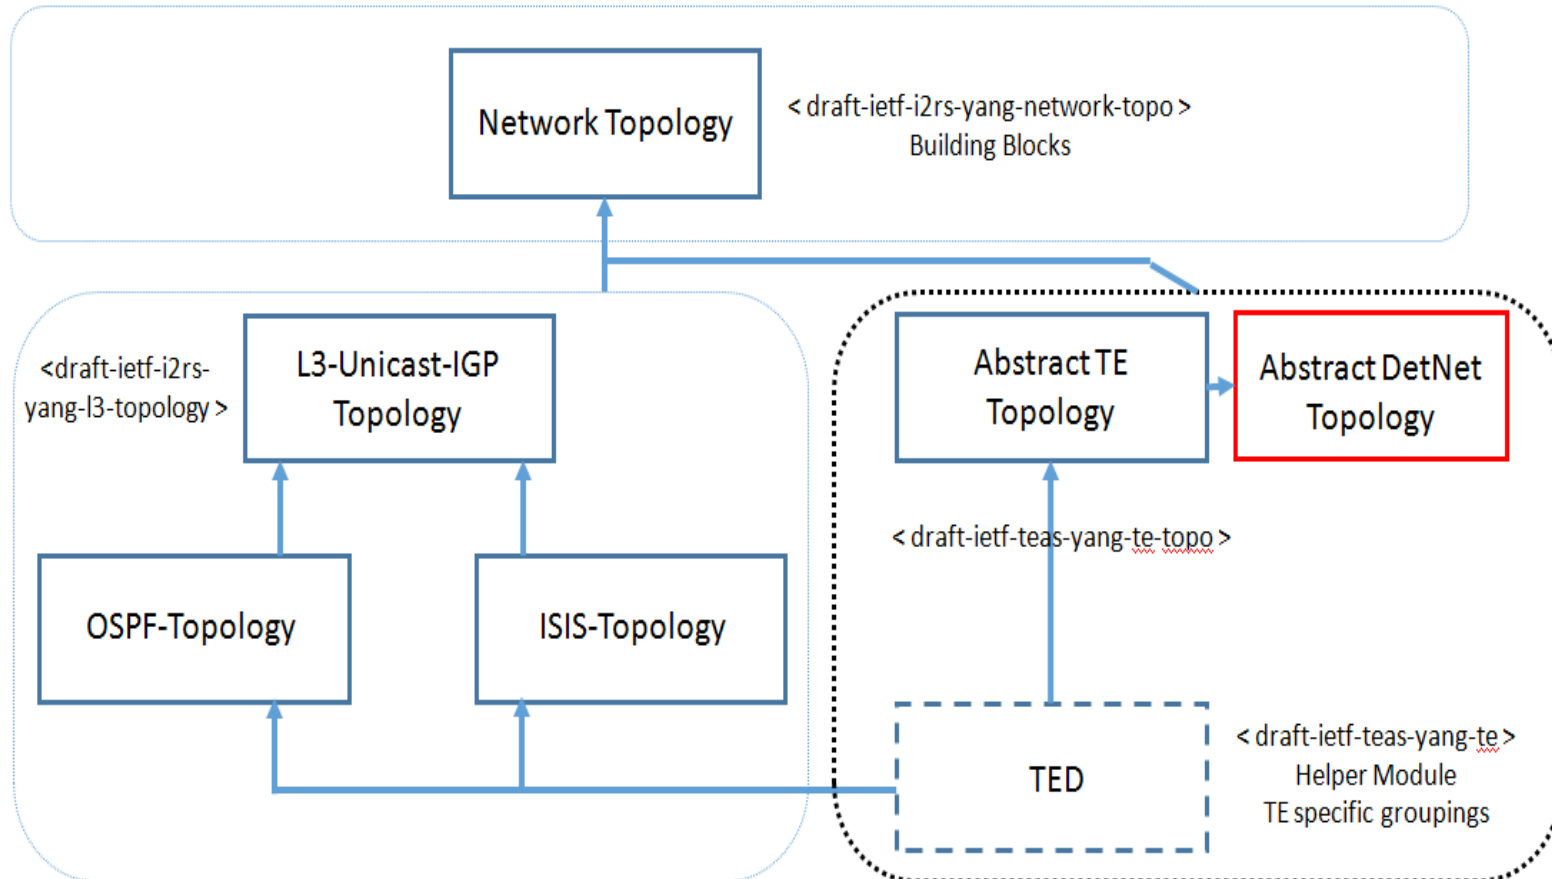 Network Topology
< draft-ietf-i2rs-yang-network-topo >
Building Blocks
<draft-ietf-i2rs-
yang-l3-topology >
L3-Unicast-IGP
Topology
Abstract TE
Topology
Abstract DetNet
Topology
< draft-ietf-teas-yang-te-topo >
OSPF-Topology
ISIS-Topology
TED
< draft-ietf-teas-yang-te >
Helper Module
TE specific groupings